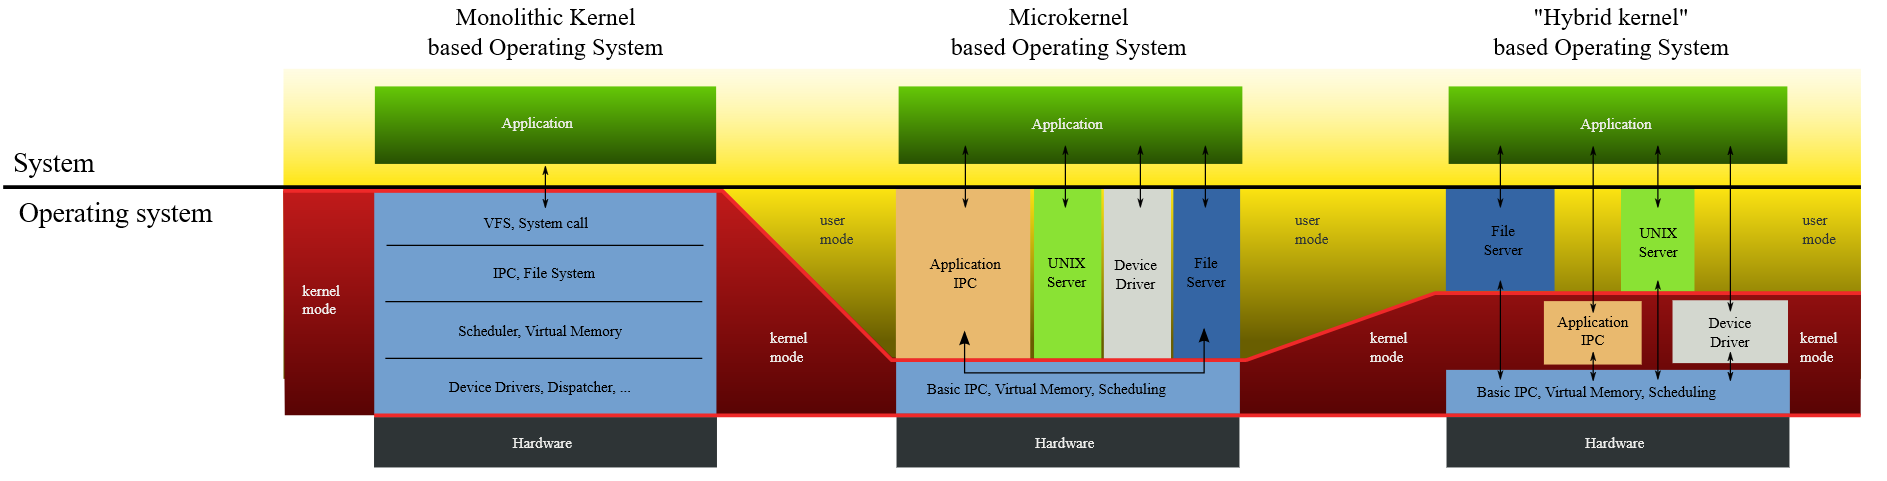 Monolithic Kernel
based Operating System
Microkernel
based Operating System
"Hybrid kernel"
based Operating System
System
Operating system
kernel
mode
Application
VFS, System call
IPC, File System
Scheduler, Virtual Memory
Device Drivers, Dispatcher, ...
Hardware
user
mode
kernel
mode
Application
Application
IPC
UNIX
Server
Device
Driver
File
Server
Basic IPC, Virtual Memory, Scheduling
Hardware
user
mode
kernel
mode
Application
File
Server
UNIX
Server
Application
IPC
Device
Driver
Basic IPC, Virtual Memory, Scheduling
Hardware
user
mode
kernel
mode